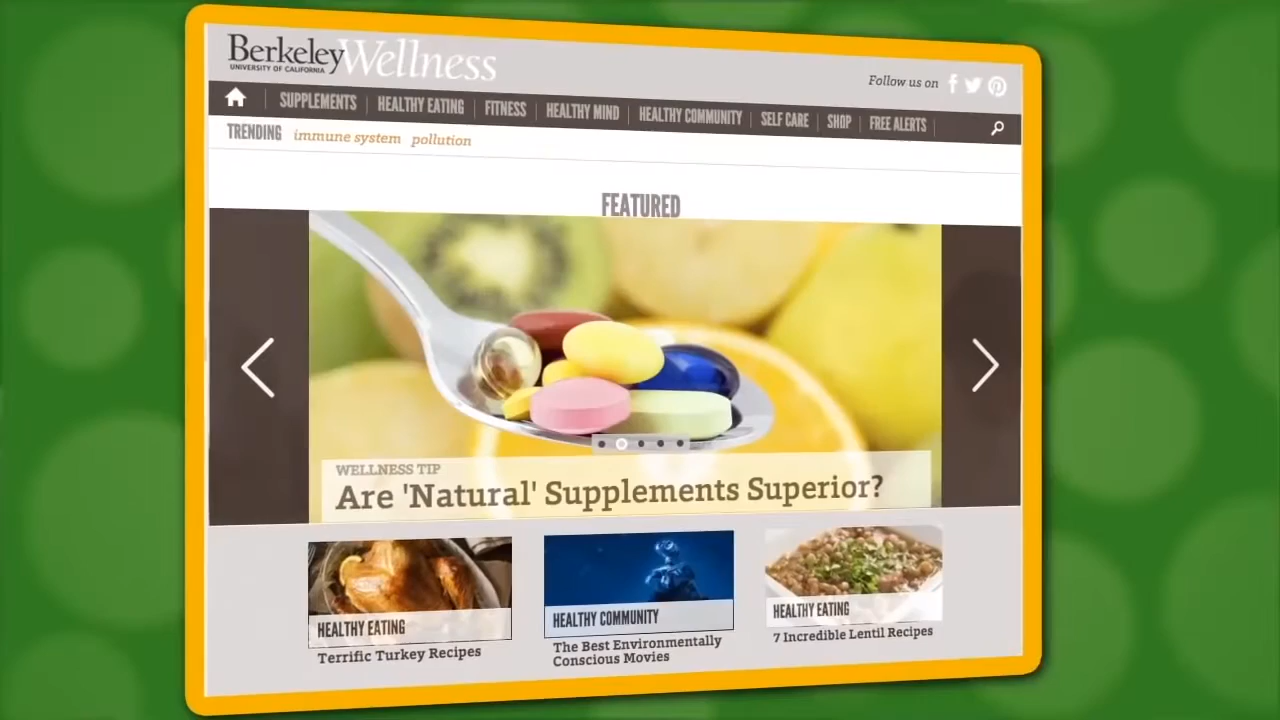 Berkeley Wellness
UNIVERSITY OF CALIFORNIA
Follow us on
SUPPLEMENTS HEALTHY EATING FITNESS HEALTHY MIND HEALTHY COMMUNITY SELF CARE SHOP FREE ALERTS
TRENDING immune system pollution
FEATURED
WELLNESS TIP
Are 'Natural' Supplements Superior?
HEALTHY EATING
Terrific Turkey Recipes
HEALTHY COMMUNITY
The Best Environmentally
Conscious Movies
HEALTHY EATING
7 Incredible Lentil Recipes